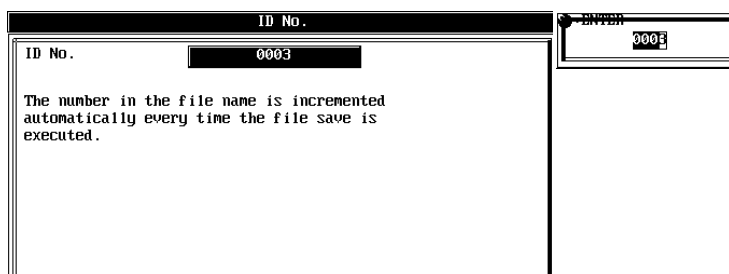 ID No.
ENTER
0003
ID No.
0003
The number in the file name is incremented
automatically every time the file save is
executed.